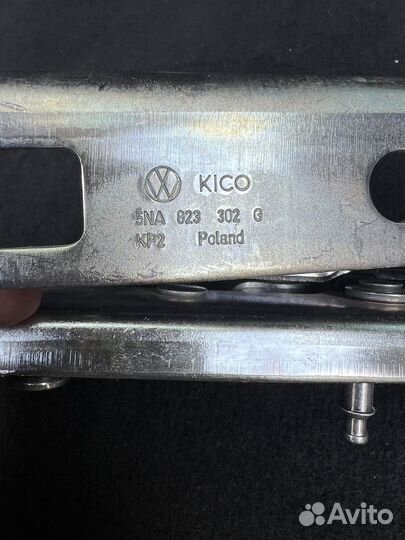 KICO
5NA 823 302 G
KP2 Poland
Avito